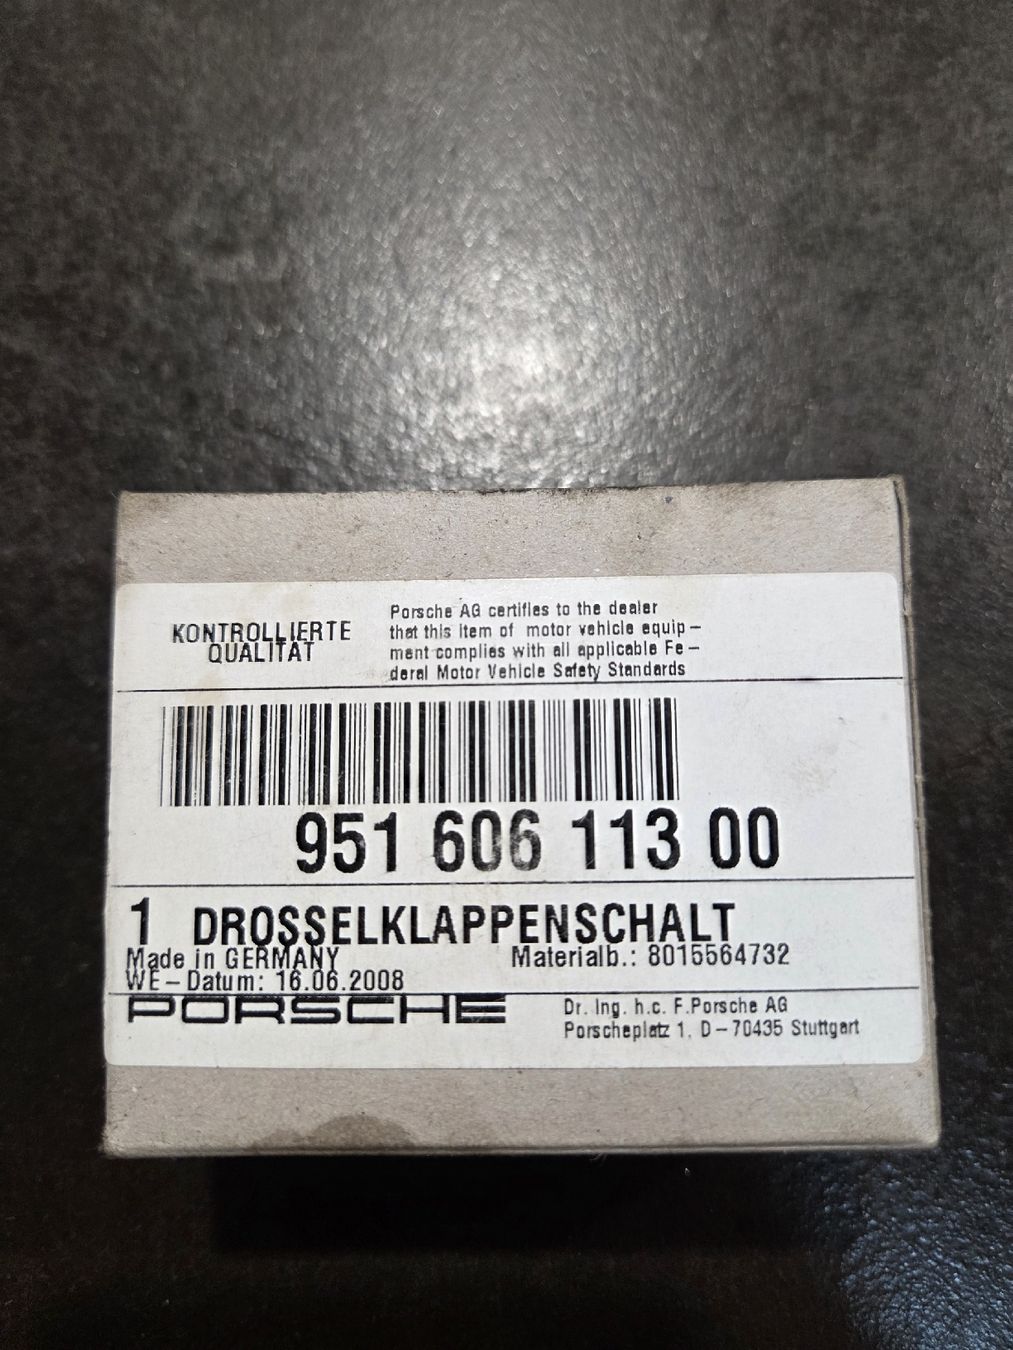 KONTROLLIERTE
QUALITÄT
Porsche AG certifies to the dealer
that this item of motor vehicle equip-
ment complies with all applicable Fe-
deral Motor Vehicle Safety Standards
951 606 113 00
1 DROSSELKLAPPENSCHALT
Made in GERMANY Materialb.: 8015564732
WE-Datum: 16.06.2008
PORSCHE
Dr. Ing. h.c. F.Porsche AG
Porscheplatz 1, D-70435 Stuttgart